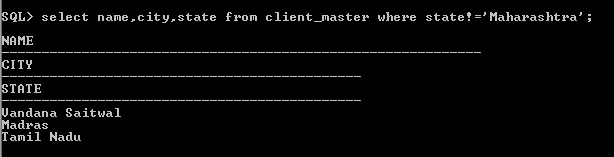 SQL> select name,city,state from client_master where state!='Maharashtra';
NAME
--------------------------------------------------------------
CITY
----------------------------------------------
STATE
----------------------------------------------
Vandana Saitwal
Madras
Tamil Nadu